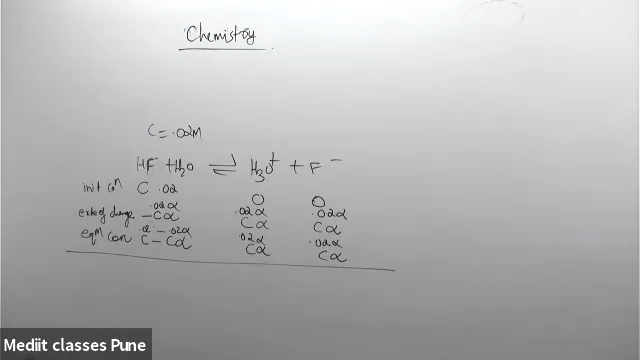 Chemistry
C = .02M
HF + H₂O ⇌ H₃O⁺ + F⁻
init conⁿ C .02 0 0
.02α .02α .02α
extent of change −Cα Cα Cα
.02 − .02α .02α .02α
eqᵐ con C − Cα Cα Cα
Mediit classes Pune